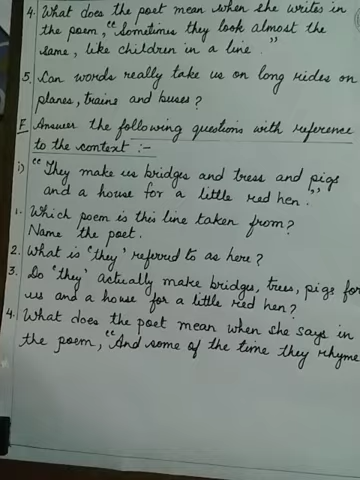 4. What does the poet mean when she writes in
the poem, "Sometimes they look almost the
same, like children in a line."
5. Can words really take us on long rides on
planes, trains and buses?
F Answer the following questions with reference
to the context :-
i) "They make us bridges and tress and pigs
and a house for a little red hen."
1. Which poem is this line taken from?
Name the poet.
2. What is 'they' referred to as here?
3. Do 'they' actually make bridges, trees, pigs for
us and a house for a little red hen?
4. What does the poet mean when she says in
the poem, "And some of the time they rhyme